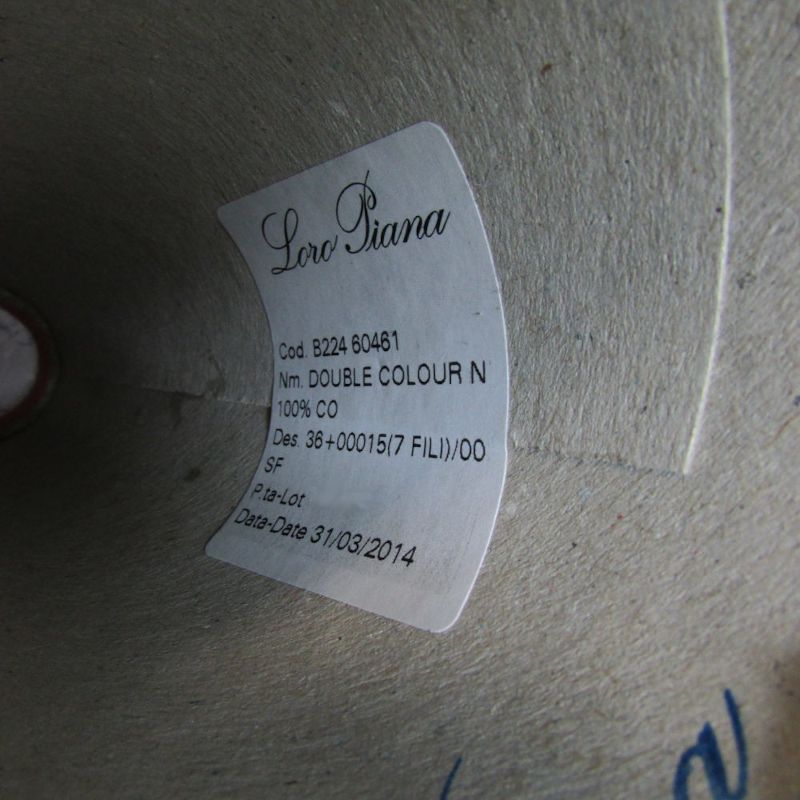 Loro Piana
Cod. B224 60461
Nm. DOUBLE COLOUR N
100% CO
Des. 36+00015(7 FILI)/00
SF
P.ta-Lot
Data-Date 31/03/2014